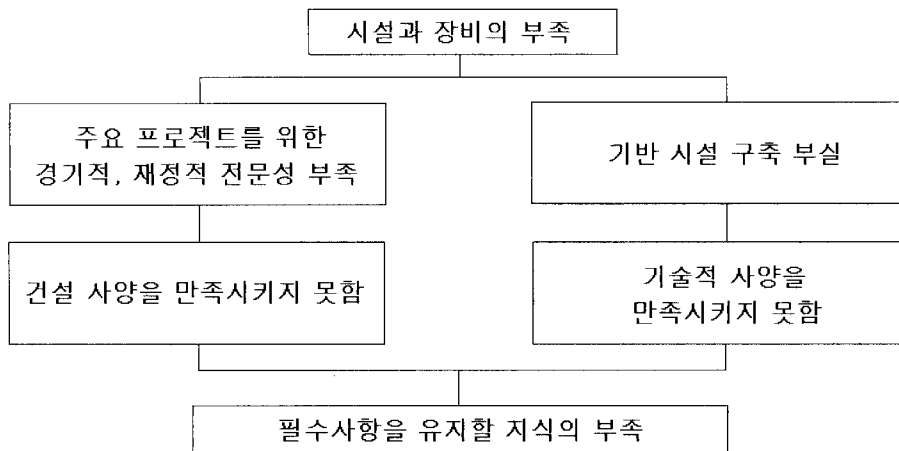 시설과 장비의 부족
주요 프로젝트를 위한
경기적, 재정적 전문성 부족
기반 시설 구축 부실
건설 사양을 만족시키지 못함
기술적 사양을
만족시키지 못함
필수사항을 유지할 지식의 부족